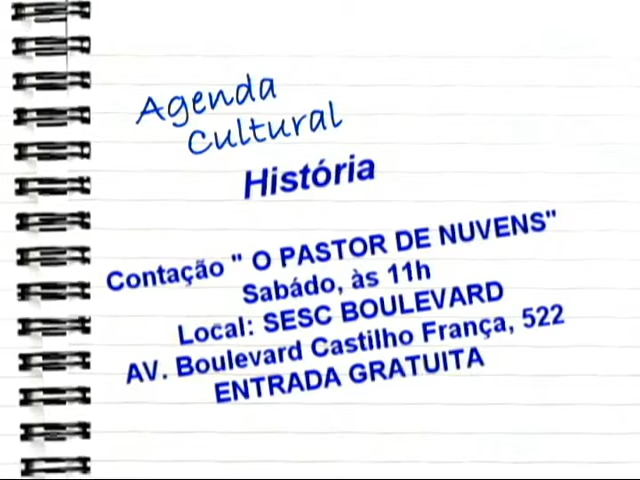 Agenda
Cultural
História
Contação " O PASTOR DE NUVENS"
Sabádo, às 11h
Local: SESC BOULEVARD
AV. Boulevard Castilho França, 522
ENTRADA GRATUITA